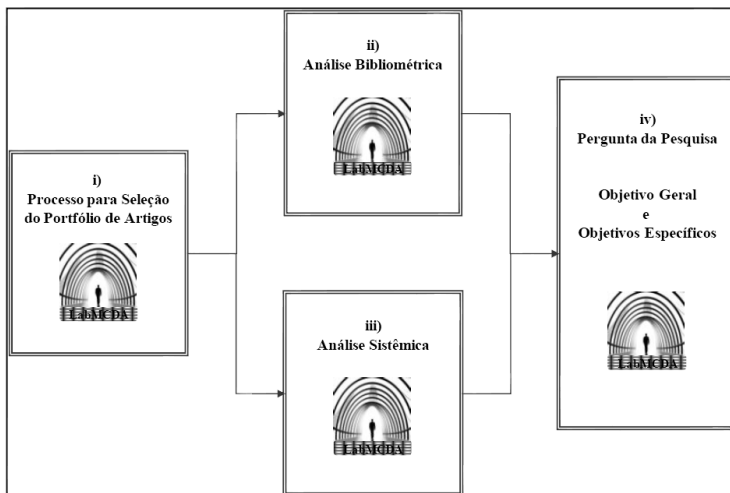 i)
Processo para Seleção
do Portfólio de Artigos
LabMCDA
ii)
Análise Bibliométrica
LabMCDA
iii)
Análise Sistêmica
LabMCDA
iv)
Pergunta da Pesquisa
Objetivo Geral
e
Objetivos Específicos
LabMCDA